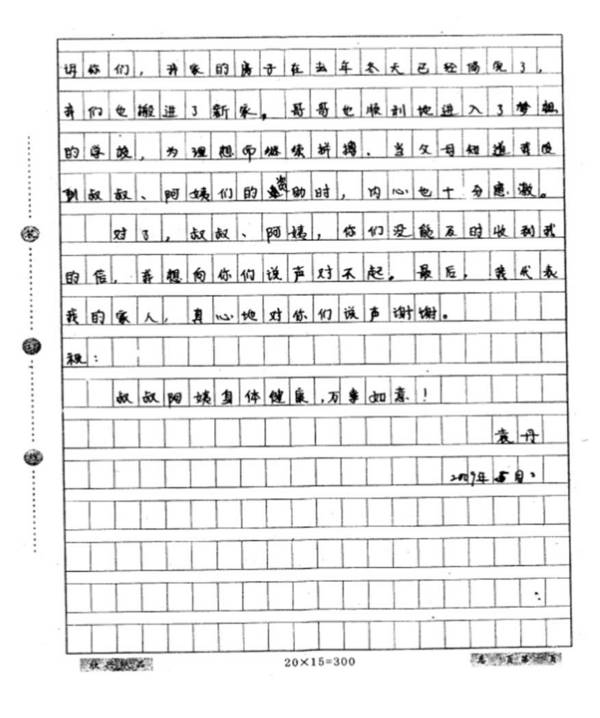 诉你们，我家的房子在去年冬天已经修完了，
我们也搬进了新家。哥哥也顺利地进入了梦想
的学校，为理想而继续拼搏、当父母知道我收
到叔叔、阿姨们的资助时，内心也十分感激。
对了，叔叔、阿姨，你们没能及时收到我
的信，我想向你们说声对不起。最后，我代表
我的家人，真心地对你们说声谢谢。
祝：
叔叔阿姨身体健康，万事如意！
袁丹
2009年5月
20×15=300
页 第 页